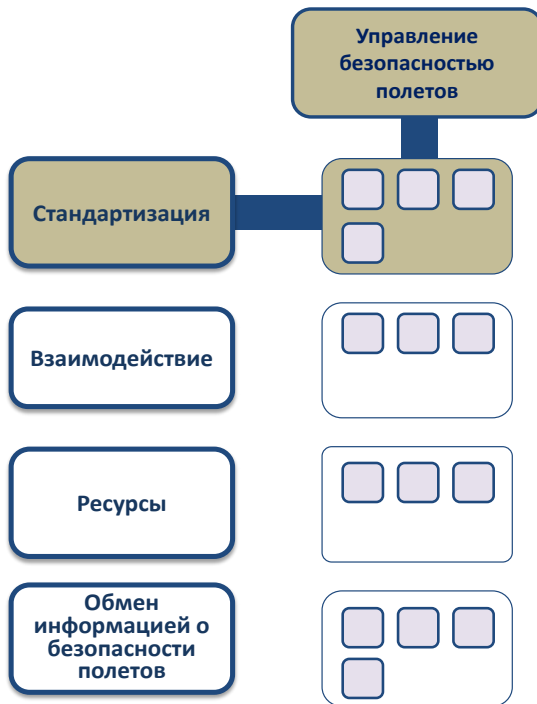 Управление
безопасностью
полетов
Стандартизация
Взаимодействие
Ресурсы
Обмен
информацией о
безопасности
полетов